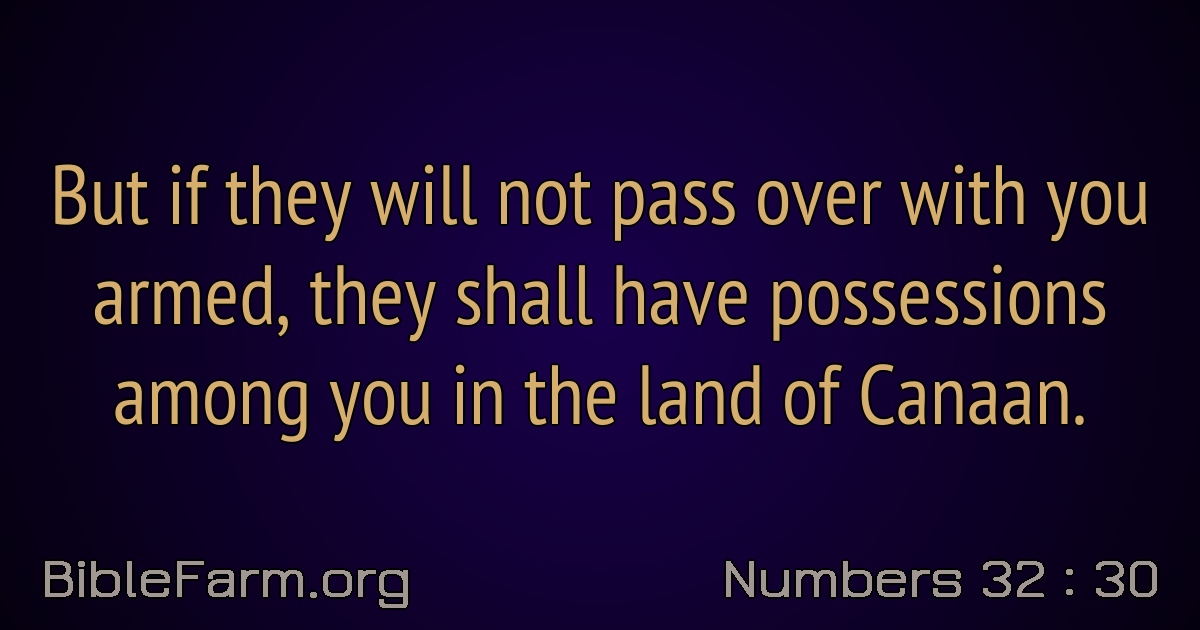 But if they will not pass over with you
armed, they shall have possessions
among you in the land of Canaan.
BibleFarm.org
Numbers 32 : 30